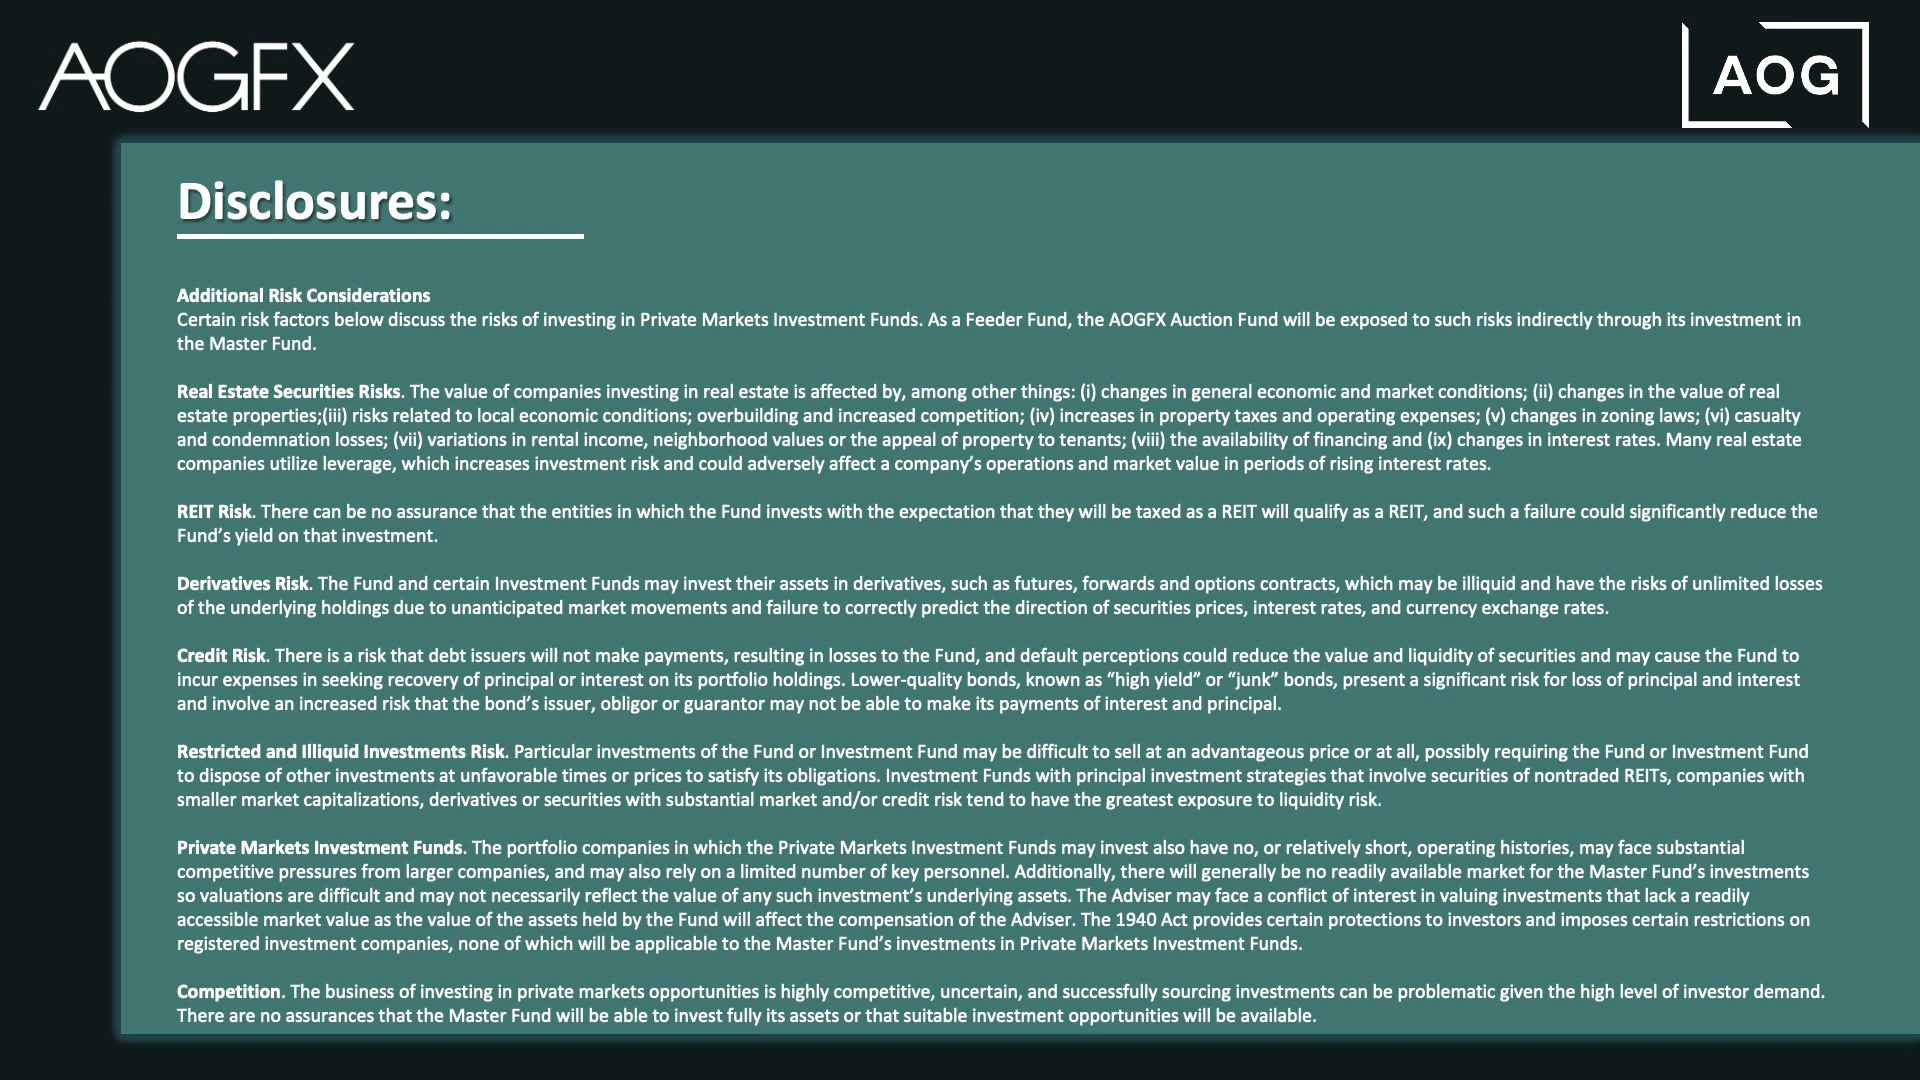 AOGFX
AOG
Disclosures:
Additional Risk Considerations
Certain risk factors below discuss the risks of investing in Private Markets Investment Funds. As a Feeder Fund, the AOGFX Auction Fund will be exposed to such risks indirectly through its investment in
the Master Fund.
Real Estate Securities Risks. The value of companies investing in real estate is affected by, among other things: (i) changes in general economic and market conditions; (ii) changes in the value of real
estate properties;(iii) risks related to local economic conditions; overbuilding and increased competition; (iv) increases in property taxes and operating expenses; (v) changes in zoning laws; (vi) casualty
and condemnation losses; (vii) variations in rental income, neighborhood values or the appeal of property to tenants; (viii) the availability of financing and (ix) changes in interest rates. Many real estate
companies utilize leverage, which increases investment risk and could adversely affect a company’s operations and market value in periods of rising interest rates.
REIT Risk. There can be no assurance that the entities in which the Fund invests with the expectation that they will be taxed as a REIT will qualify as a REIT, and such a failure could significantly reduce the
Fund’s yield on that investment.
Derivatives Risk. The Fund and certain Investment Funds may invest their assets in derivatives, such as futures, forwards and options contracts, which may be illiquid and have the risks of unlimited losses
of the underlying holdings due to unanticipated market movements and failure to correctly predict the direction of securities prices, interest rates, and currency exchange rates.
Credit Risk. There is a risk that debt issuers will not make payments, resulting in losses to the Fund, and default perceptions could reduce the value and liquidity of securities and may cause the Fund to
incur expenses in seeking recovery of principal or interest on its portfolio holdings. Lower-quality bonds, known as “high yield” or “junk” bonds, present a significant risk for loss of principal and interest
and involve an increased risk that the bond’s issuer, obligor or guarantor may not be able to make its payments of interest and principal.
Restricted and Illiquid Investments Risk. Particular investments of the Fund or Investment Fund may be difficult to sell at an advantageous price or at all, possibly requiring the Fund or Investment Fund
to dispose of other investments at unfavorable times or prices to satisfy its obligations. Investment Funds with principal investment strategies that involve securities of nontraded REITs, companies with
smaller market capitalizations, derivatives or securities with substantial market and/or credit risk tend to have the greatest exposure to liquidity risk.
Private Markets Investment Funds. The portfolio companies in which the Private Markets Investment Funds may invest also have no, or relatively short, operating histories, may face substantial
competitive pressures from larger companies, and may also rely on a limited number of key personnel. Additionally, there will generally be no readily available market for the Master Fund’s investments
so valuations are difficult and may not necessarily reflect the value of any such investment’s underlying assets. The Adviser may face a conflict of interest in valuing investments that lack a readily
accessible market value as the value of the assets held by the Fund will affect the compensation of the Adviser. The 1940 Act provides certain protections to investors and imposes certain restrictions on
registered investment companies, none of which will be applicable to the Master Fund’s investments in Private Markets Investment Funds.
Competition. The business of investing in private markets opportunities is highly competitive, uncertain, and successfully sourcing investments can be problematic given the high level of investor demand.
There are no assurances that the Master Fund will be able to invest fully its assets or that suitable investment opportunities will be available.